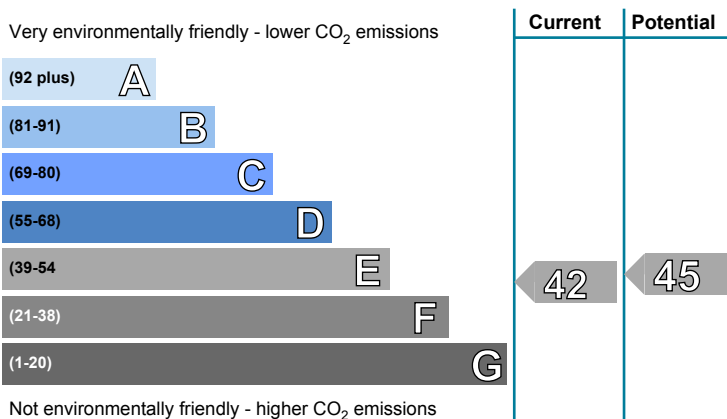 Very environmentally friendly - lower CO2 emissions
Current Potential
(92 plus) A
(81-91) B
(69-80) C
(55-68) D
(39-54 E
42 45
(21-38) F
(1-20) G
Not environmentally friendly - higher CO2 emissions